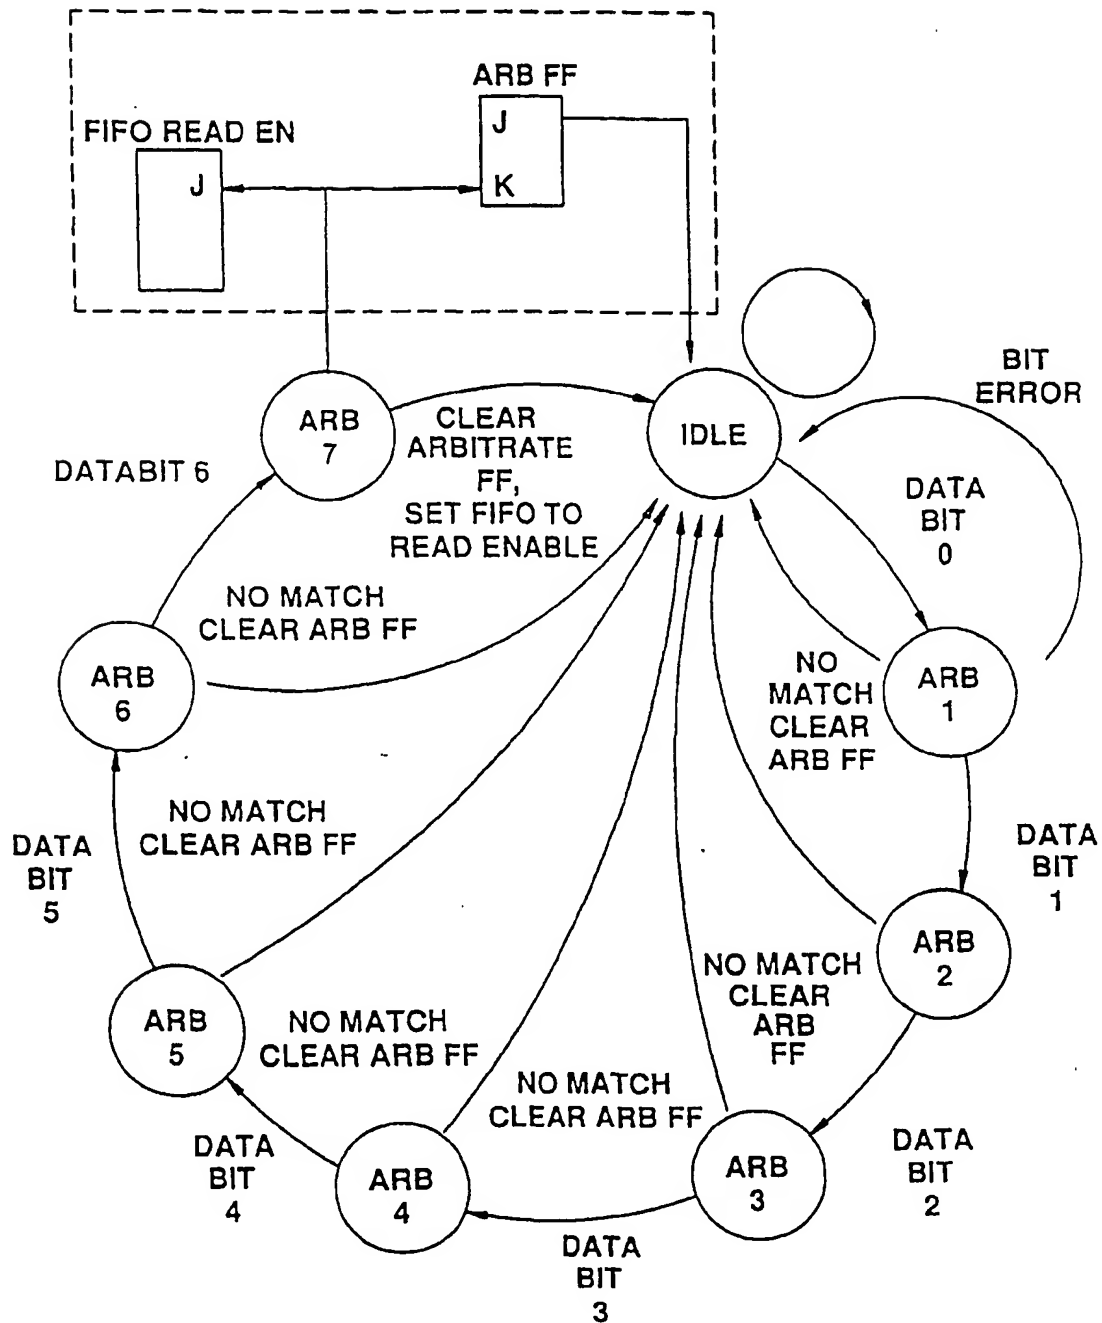 ARB FF
J
K
FIFO READ EN
J
BIT
ERROR
ARB
7
CLEAR
ARBITRATE
FF,
SET FIFO TO
READ ENABLE
IDLE
DATABIT 6
DATA
BIT
0
NO MATCH
CLEAR ARB FF
ARB
6
NO
MATCH
CLEAR
ARB FF
ARB
1
NO MATCH
CLEAR ARB FF
DATA
BIT
5
DATA
BIT
1
ARB
2
NO MATCH
CLEAR
ARB
FF
ARB
5
NO MATCH
CLEAR ARB FF
NO MATCH
CLEAR ARB FF
DATA
BIT
4
ARB
4
ARB
3
DATA
BIT
2
DATA
BIT
3